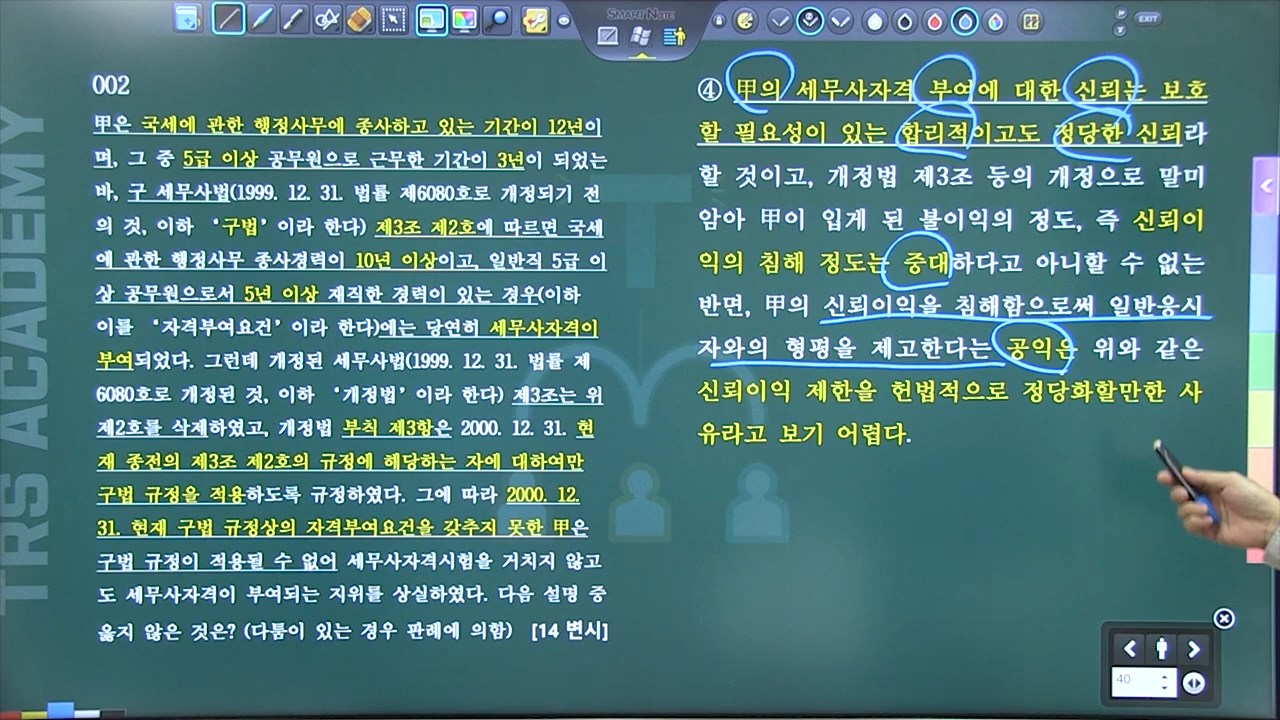 SMART NOTE
EXIT
TRS ACADEMY
002
甲은 국세에 관한 행정사무에 종사하고 있는 기간이 12년이
며, 그 중 5급 이상 공무원으로 근무한 기간이 3년이 되었는
바, 구 세무사법(1999. 12. 31. 법률 제6080호로 개정되기 전
의 것, 이하 ‘구법’이라 한다) 제3조 제2호에 따르면 국세
에 관한 행정사무 종사경력이 10년 이상이고, 일반직 5급 이
상 공무원으로서 5년 이상 재직한 경력이 있는 경우(이하
이를 ‘자격부여요건’이라 한다)에는 당연히 세무사자격이
부여되었다. 그런데 개정된 세무사법(1999. 12. 31. 법률 제
6080호로 개정된 것, 이하 ‘개정법’이라 한다) 제3조는 위
제2호를 삭제하였고, 개정법 부칙 제3항은 2000. 12. 31. 현
재 종전의 제3조 제2호의 규정에 해당하는 자에 대하여만
구법 규정을 적용하도록 규정하였다. 그에 따라 2000. 12.
31. 현재 구법 규정상의 자격부여요건을 갖추지 못한 甲은
구법 규정이 적용될 수 없어 세무사자격시험을 거치지 않고
도 세무사자격이 부여되는 지위를 상실하였다. 다음 설명 중
옳지 않은 것은? (다툼이 있는 경우 판례에 의함) [14 변시]
④ 甲의 세무사자격 부여에 대한 신뢰는 보호
할 필요성이 있는 합리적이고도 정당한 신뢰라
할 것이고, 개정법 제3조 등의 개정으로 말미
암아 甲이 입게 된 불이익의 정도, 즉 신뢰이
익의 침해 정도는 중대하다고 아니할 수 없는
반면, 甲의 신뢰이익을 침해함으로써 일반응시
자와의 형평을 제고한다는 공익은 위와 같은
신뢰이익 제한을 헌법적으로 정당화할만한 사
유라고 보기 어렵다.
40